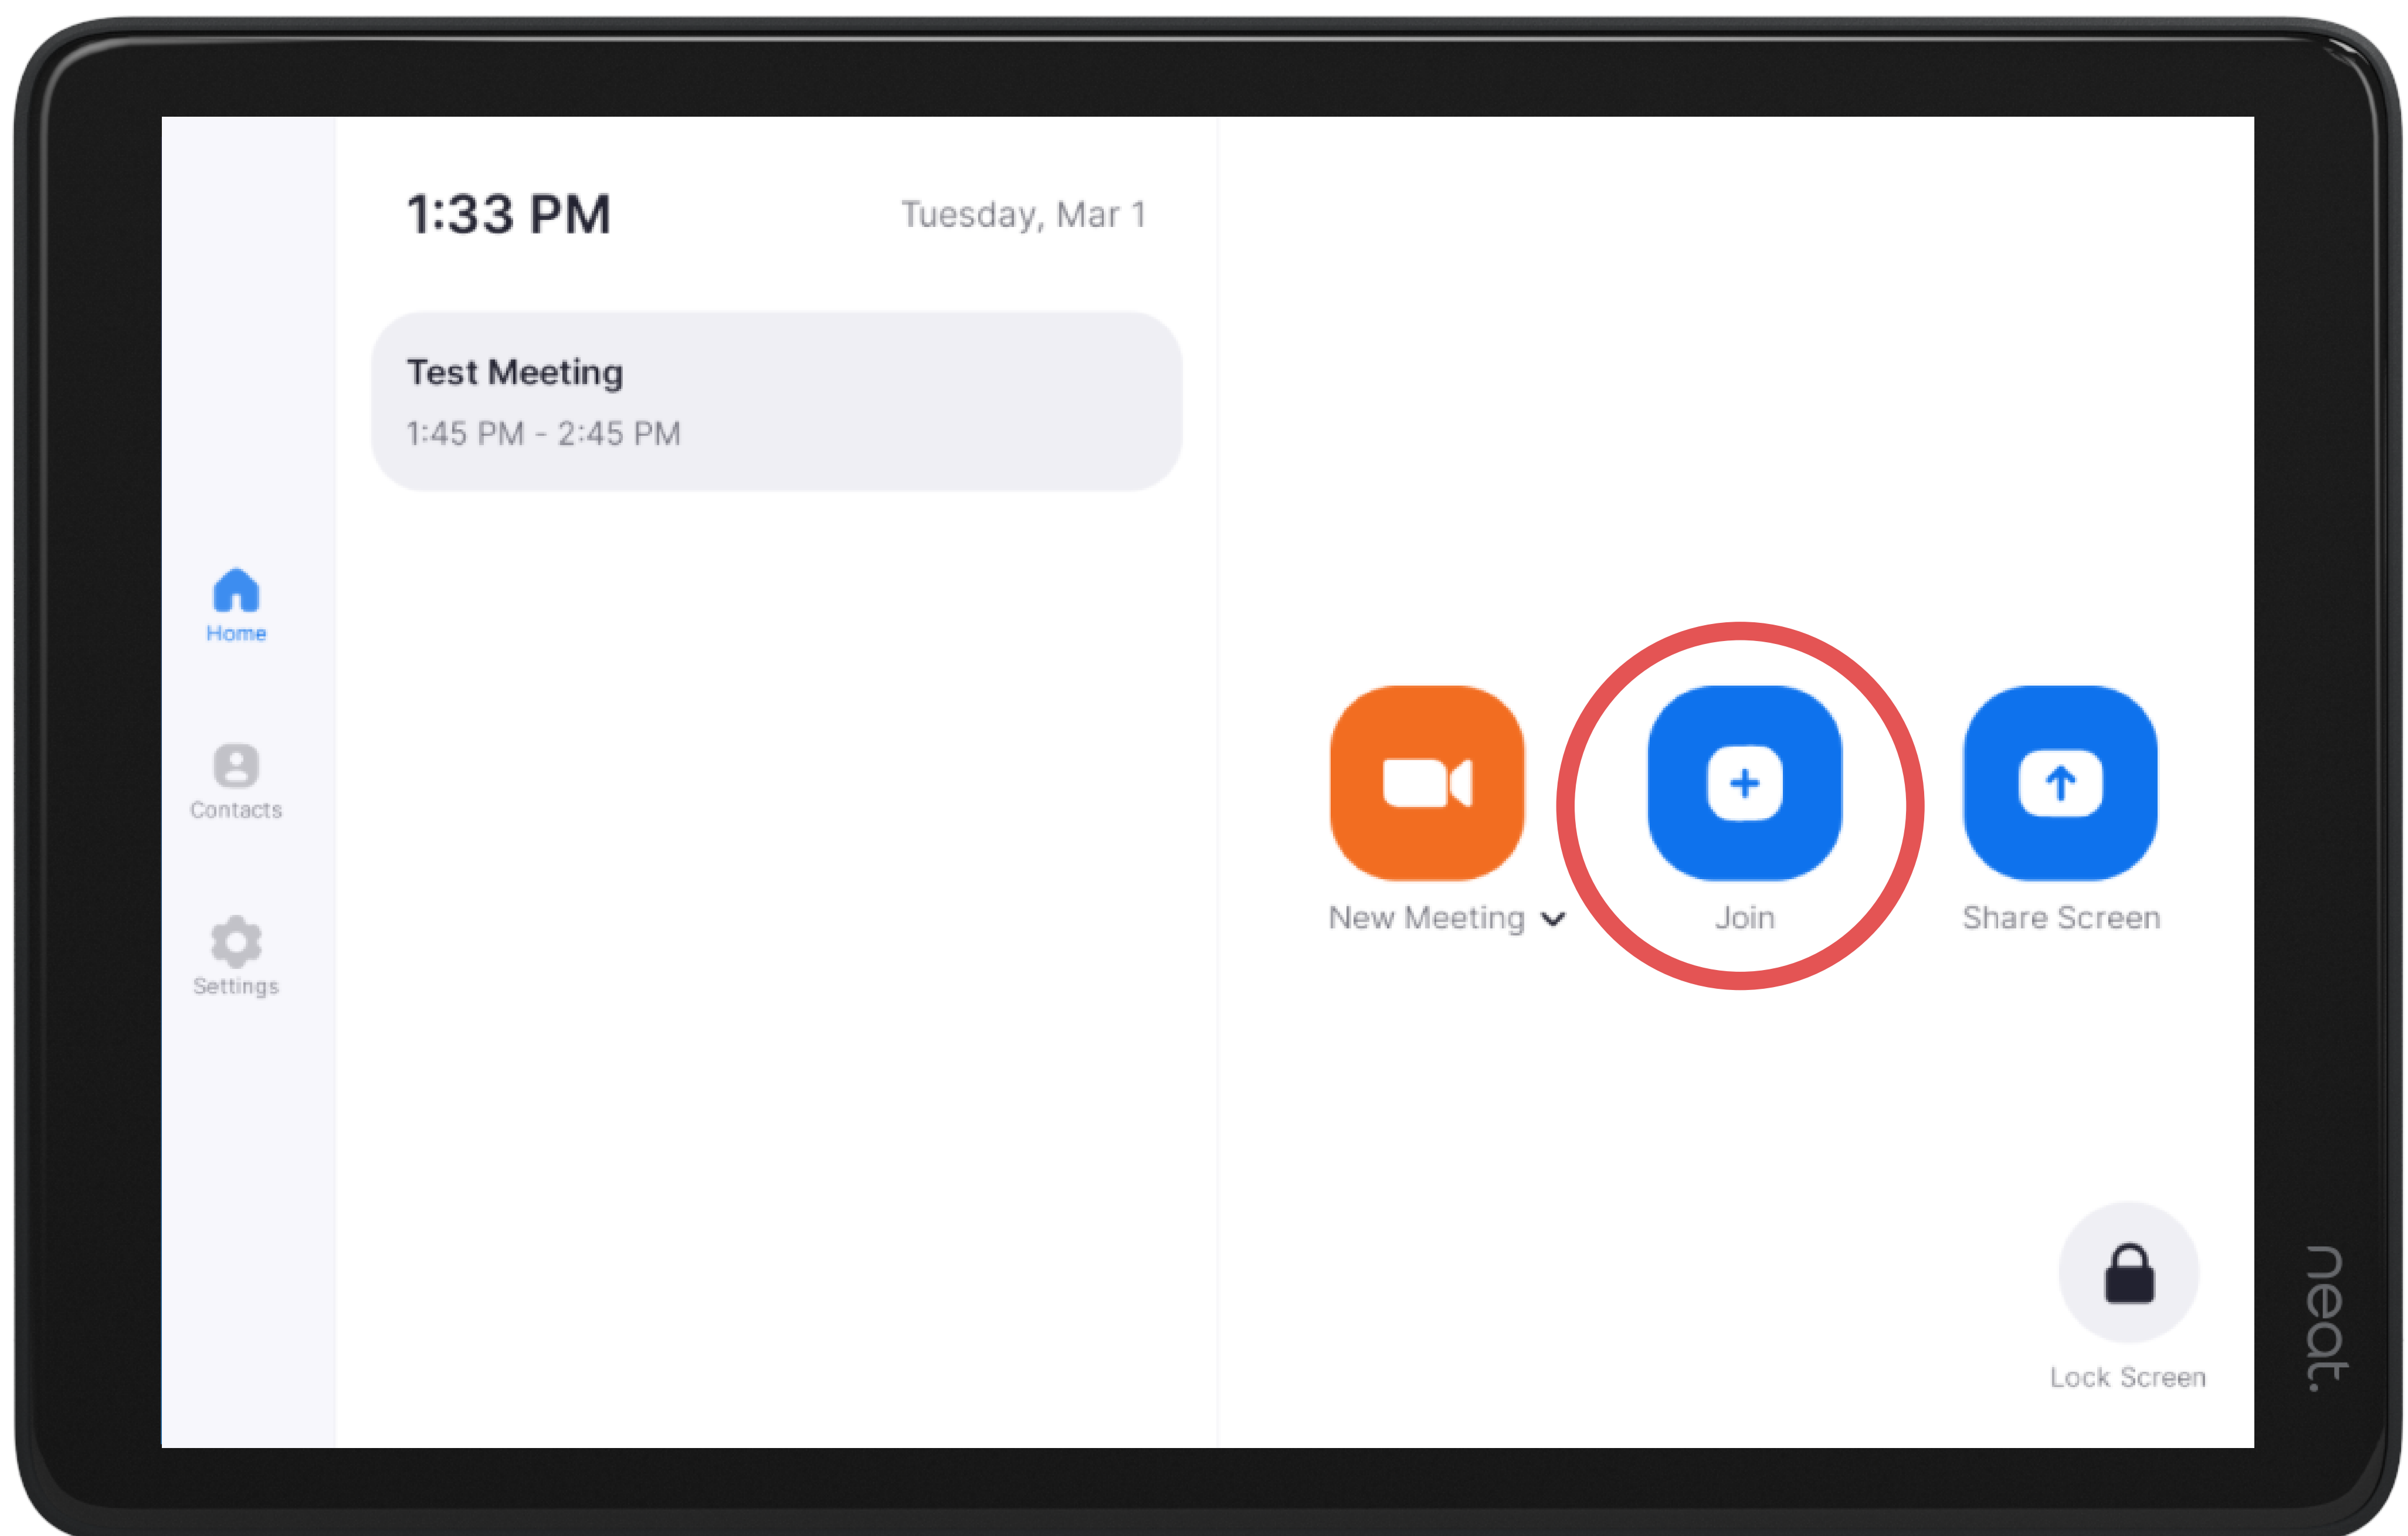 1:33 PM
Tuesday, Mar 1
Test Meeting
1:45 PM - 2:45 PM
Home
Contacts
Settings
New Meeting
Join
Share Screen
Lock Screen
neat.